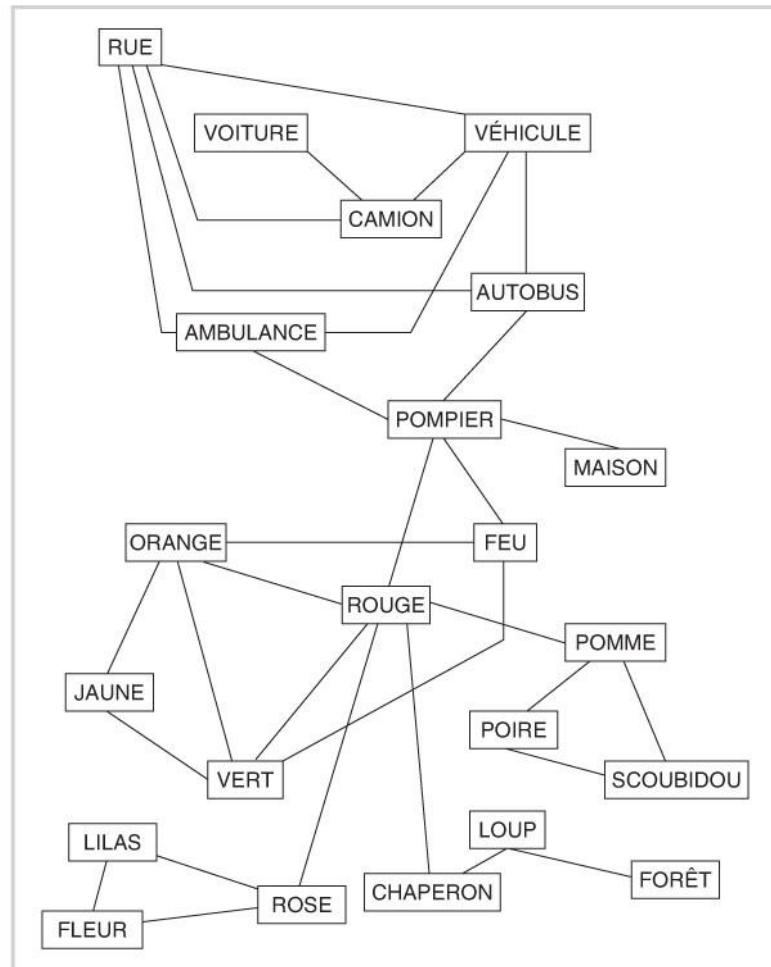 RUE
VOITURE
VÉHICULE
CAMION
AUTOBUS
AMBULANCE
POMPIER
MAISON
ORANGE
FEU
ROUGE
POMME
JAUNE
POIRE
VERT
SCOUBIDOU
LILAS
LOUP
CHAPERON
FORÊT
ROSE
FLEUR